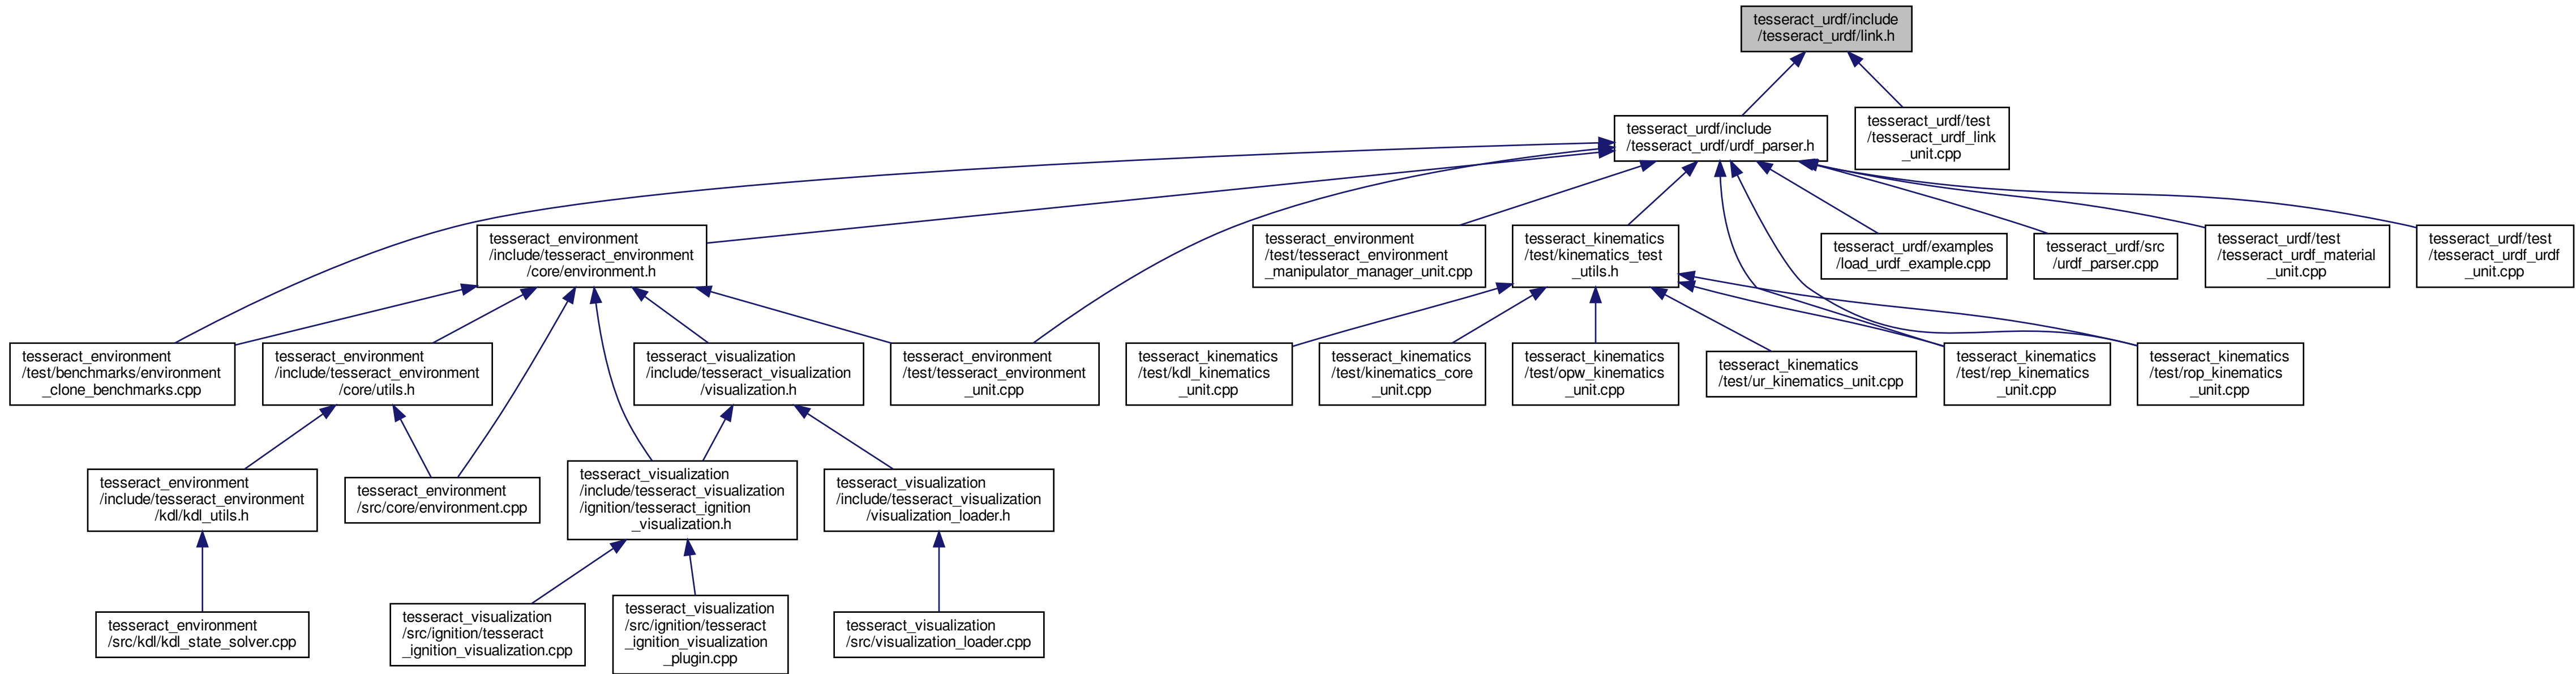 tesseract_urdf/include
/tesseract_urdf/link.h
tesseract_urdf/include
/tesseract_urdf/urdf_parser.h
tesseract_urdf/test
/tesseract_urdf_link
_unit.cpp
tesseract_environment
/include/tesseract_environment
/core/environment.h
tesseract_environment
/test/tesseract_environment
_manipulator_manager_unit.cpp
tesseract_kinematics
/test/kinematics_test
_utils.h
tesseract_urdf/examples
/load_urdf_example.cpp
tesseract_urdf/src
/urdf_parser.cpp
tesseract_urdf/test
/tesseract_urdf_material
_unit.cpp
tesseract_urdf/test
/tesseract_urdf_urdf
_unit.cpp
tesseract_environment
/test/benchmarks/environment
_clone_benchmarks.cpp
tesseract_environment
/include/tesseract_environment
/core/utils.h
tesseract_visualization
/include/tesseract_visualization
/visualization.h
tesseract_environment
/test/tesseract_environment
_unit.cpp
tesseract_kinematics
/test/kdl_kinematics
_unit.cpp
tesseract_kinematics
/test/kinematics_core
_unit.cpp
tesseract_kinematics
/test/opw_kinematics
_unit.cpp
tesseract_kinematics
/test/ur_kinematics_unit.cpp
tesseract_kinematics
/test/rep_kinematics
_unit.cpp
tesseract_kinematics
/test/rop_kinematics
_unit.cpp
tesseract_environment
/include/tesseract_environment
/kdl/kdl_utils.h
tesseract_environment
/src/core/environment.cpp
tesseract_visualization
/include/tesseract_visualization
/ignition/tesseract_ignition
_visualization.h
tesseract_visualization
/include/tesseract_visualization
/visualization_loader.h
tesseract_environment
/src/kdl/kdl_state_solver.cpp
tesseract_visualization
/src/ignition/tesseract
_ignition_visualization.cpp
tesseract_visualization
/src/ignition/tesseract
_ignition_visualization
_plugin.cpp
tesseract_visualization
/src/visualization_loader.cpp